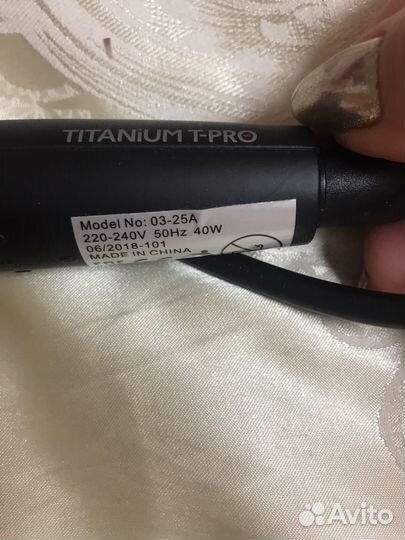 TITANIUM T-PRO
Model No: 03-25A
220-240V 50Hz 40W
06/2018-101
MADE IN CHINA
Avito